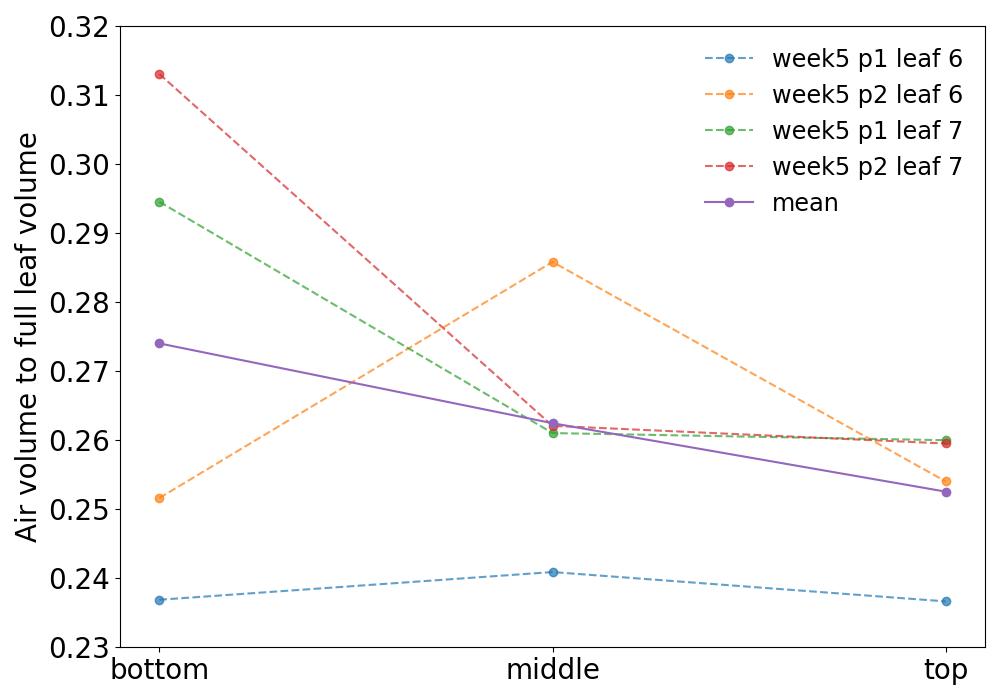 Air volume to full leaf volume
0.32
0.31
0.30
0.29
0.28
0.27
0.26
0.25
0.24
0.23
bottom middle top
week5 p1 leaf 6
week5 p2 leaf 6
week5 p1 leaf 7
week5 p2 leaf 7
mean